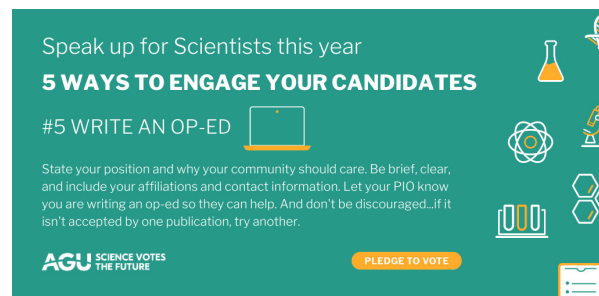 Speak up for Scientists this year
5 WAYS TO ENGAGE YOUR CANDIDATES
#5 WRITE AN OP-ED
State your position and why your community should care. Be brief, clear,
and include your affiliations and contact information. Let your PIO know
you are writing an op-ed so they can help. And don't be discouraged...if it
isn't accepted by one publication, try another.
AGU SCIENCE VOTES
THE FUTURE
PLEDGE TO VOTE